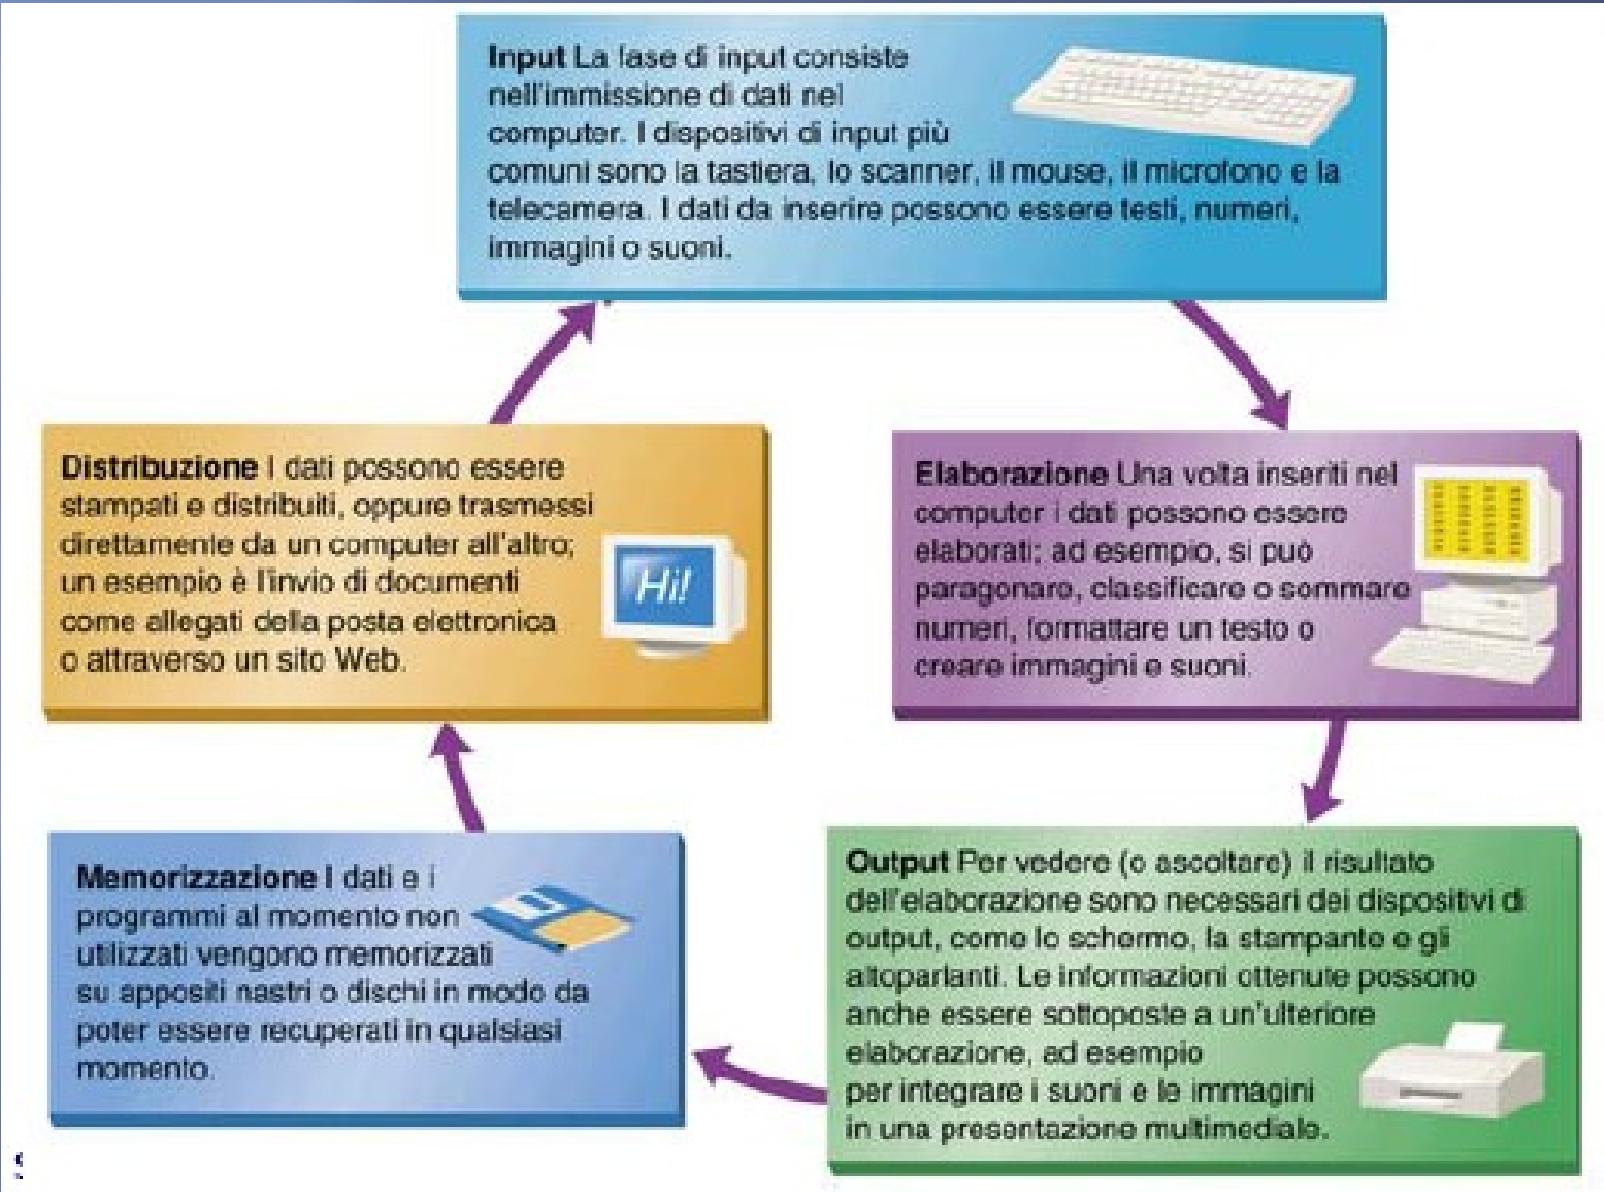 Input La fase di input consiste
nell'immissione di dati nel
computer. I dispositivi di input più
comuni sono la tastiera, lo scanner, il mouse, il microfono e la
telecamera. I dati da inserire possono essere testi, numeri,
immagini o suoni.
Elaborazione Una volta inseriti nel
computer i dati possono essere
elaborati; ad esempio, si può
paragonare, classificare o sommare
numeri, formattare un testo o
creare immagini e suoni.
Output Per vedere (o ascoltare) il risultato
dell'elaborazione sono necessari dei dispositivi di
output, come lo schermo, la stampante e gli
altoparlanti. Le informazioni ottenute possono
anche essere sottoposte a un'ulteriore
elaborazione, ad esempio
per integrare i suoni e le immagini
in una presentazione multimediale.
Memorizzazione I dati e i
programmi al momento non
utilizzati vengono memorizzati
su appositi nastri o dischi in modo da
poter essere recuperati in qualsiasi
momento.
Distribuzione I dati possono essere
stampati e distribuiti, oppure trasmessi
direttamente da un computer all'altro;
un esempio è l'invio di documenti
come allegati della posta elettronica
o attraverso un sito Web.
Hi!